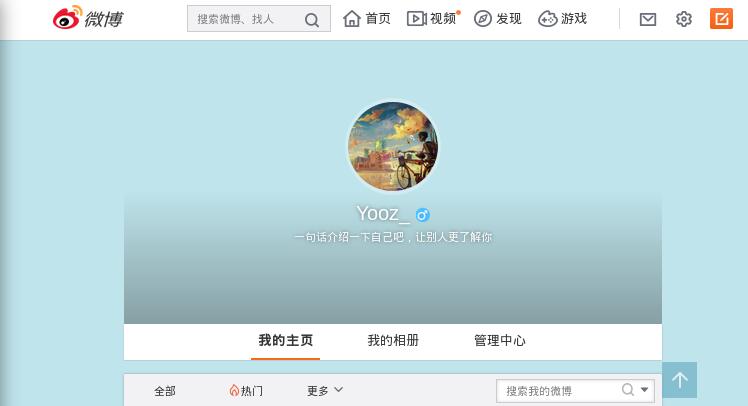 微博
搜索微博、找人
首页
视频
发现
游戏
Yooz_
一句话介绍一下自己吧，让别人更了解你
我的主页
我的相册
管理中心
全部
热门
更多
搜索我的微博